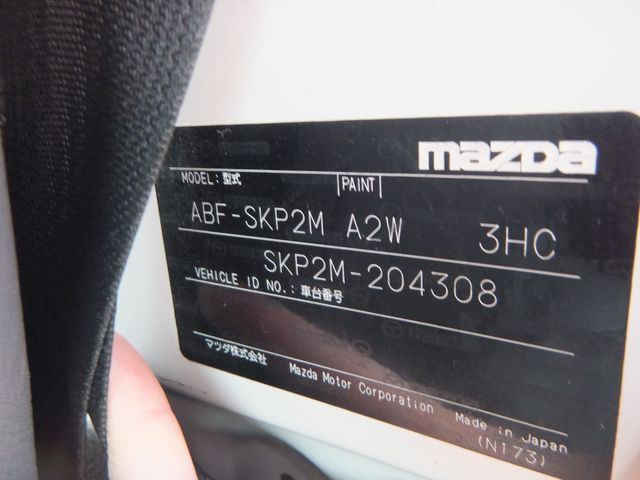 mazda
MODEL:型式 PAINT
ABF-SKP2M A2W 3HC
SKP2M-204308
VEHICLE ID NO.:車台番号
マツダ株式会社 Mazda Motor Corporation Made in Japan
(N173)